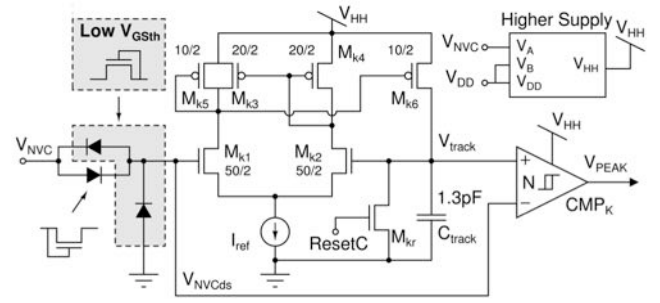 Low V_GSth
10/2
20/2
20/2
M_k4
V_HH
10/2
M_k5
M_k3
M_k6
Higher Supply
V_NVC
V_A
V_B
V_DD
V_DD
V_HH
V_HH
V_NVC
M_k1
50/2
M_k2
50/2
V_track
V_HH
+
−
N
V_PEAK
CMP_K
I_ref
ResetC
M_kr
1.3pF
C_track
V_NVCds